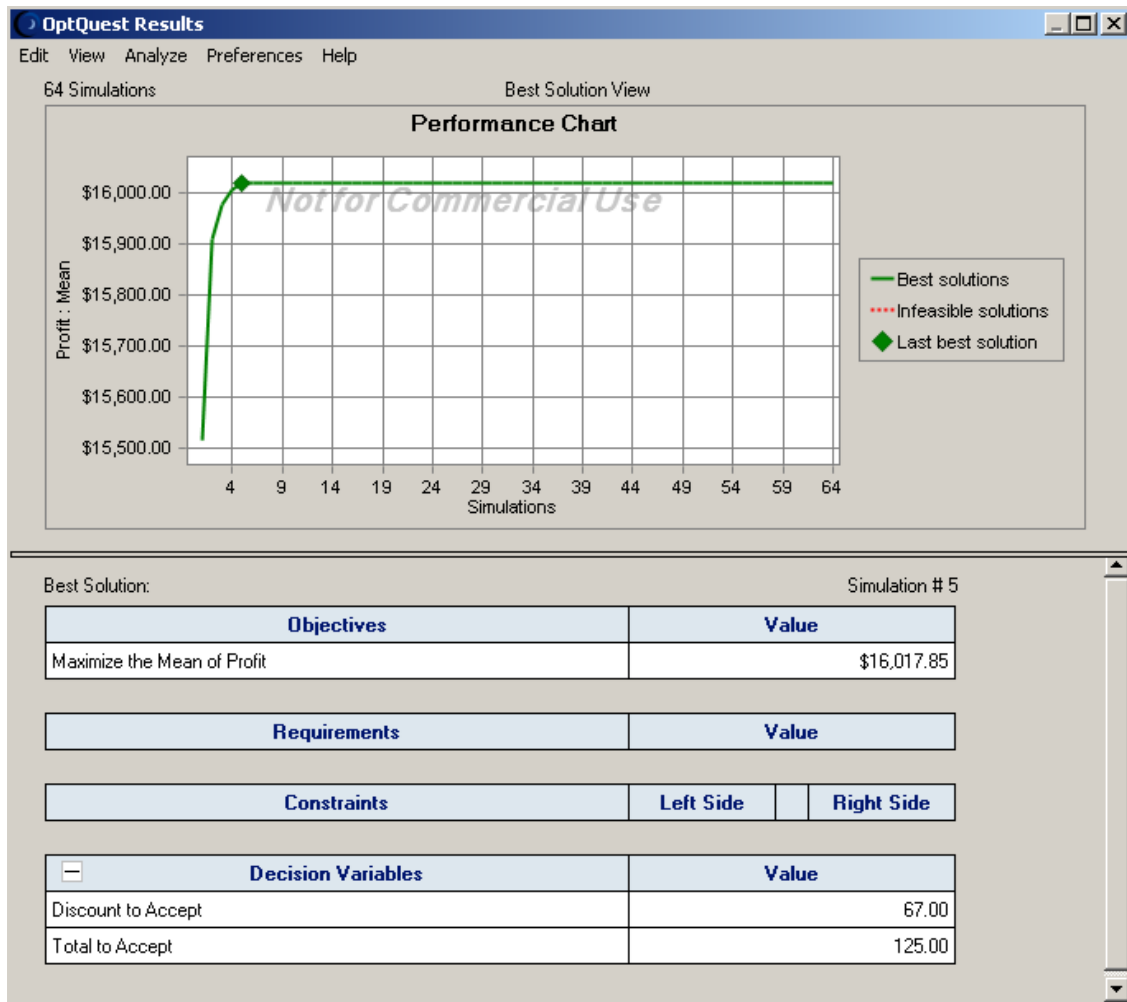 OptQuest Results
Edit View Analyze Preferences Help
64 Simulations Best Solution View
Performance Chart
$16,000.00
$15,900.00
$15,800.00
$15,700.00
$15,600.00
$15,500.00
Profit : Mean
Not for Commercial Use
4 9 14 19 24 29 34 39 44 49 54 59 64
Simulations
Best solutions
Infeasible solutions
Last best solution
Best Solution: Simulation # 5
Objectives Value
Maximize the Mean of Profit $16,017.85
Requirements Value
Constraints Left Side Right Side
Decision Variables Value
Discount to Accept 67.00
Total to Accept 125.00